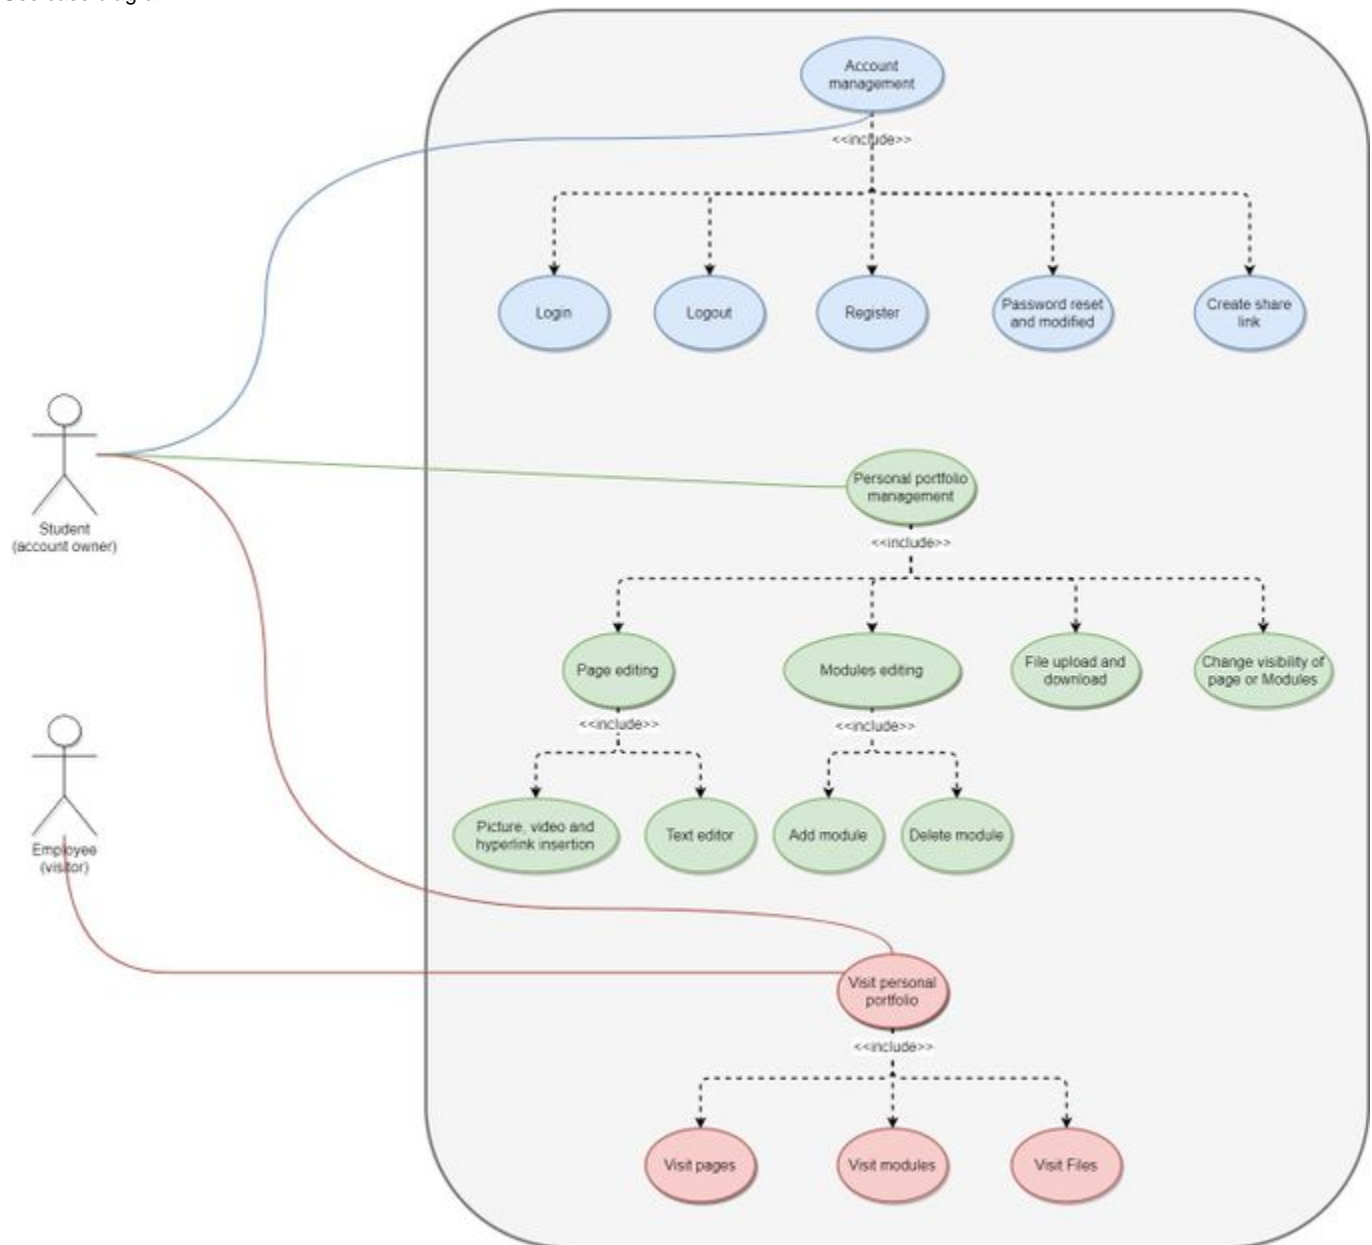 Account
management
<<include>>
Login
Logout
Register
Password reset
and modified
Create share
link
Student
(account owner)
Personal portfolio
management
<<include>>
Page editing
Modules editing
File upload and
download
Change visibility of
page or Modules
<<include>>
<<include>>
Picture, video and
hyperlink insertion
Text editor
Add module
Delete module
Employee
(visitor)
Visit personal
portfolio
<<include>>
Visit pages
Visit modules
Visit Files